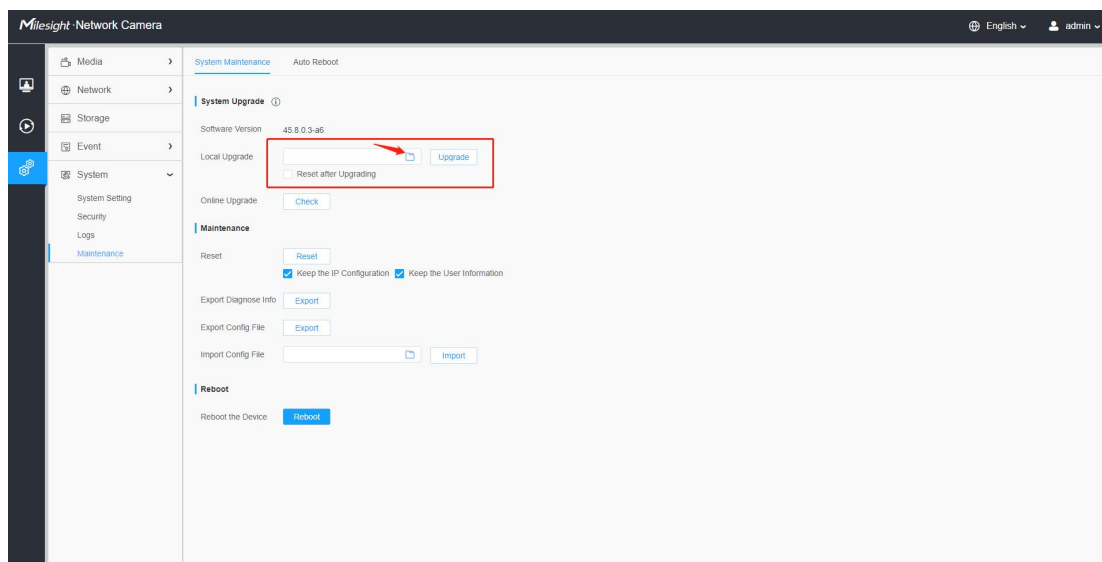 Milesight · Network Camera
English
admin
Media
Network
Storage
Event
System
System Setting
Security
Logs
Maintenance
System Maintenance Auto Reboot
System Upgrade
Software Version 45.8.0.3-a6
Local Upgrade Upgrade
Reset after Upgrading
Online Upgrade Check
Maintenance
Reset Reset
Keep the IP Configuration Keep the User Information
Export Diagnose Info Export
Export Config File Export
Import Config File Import
Reboot
Reboot the Device Reboot